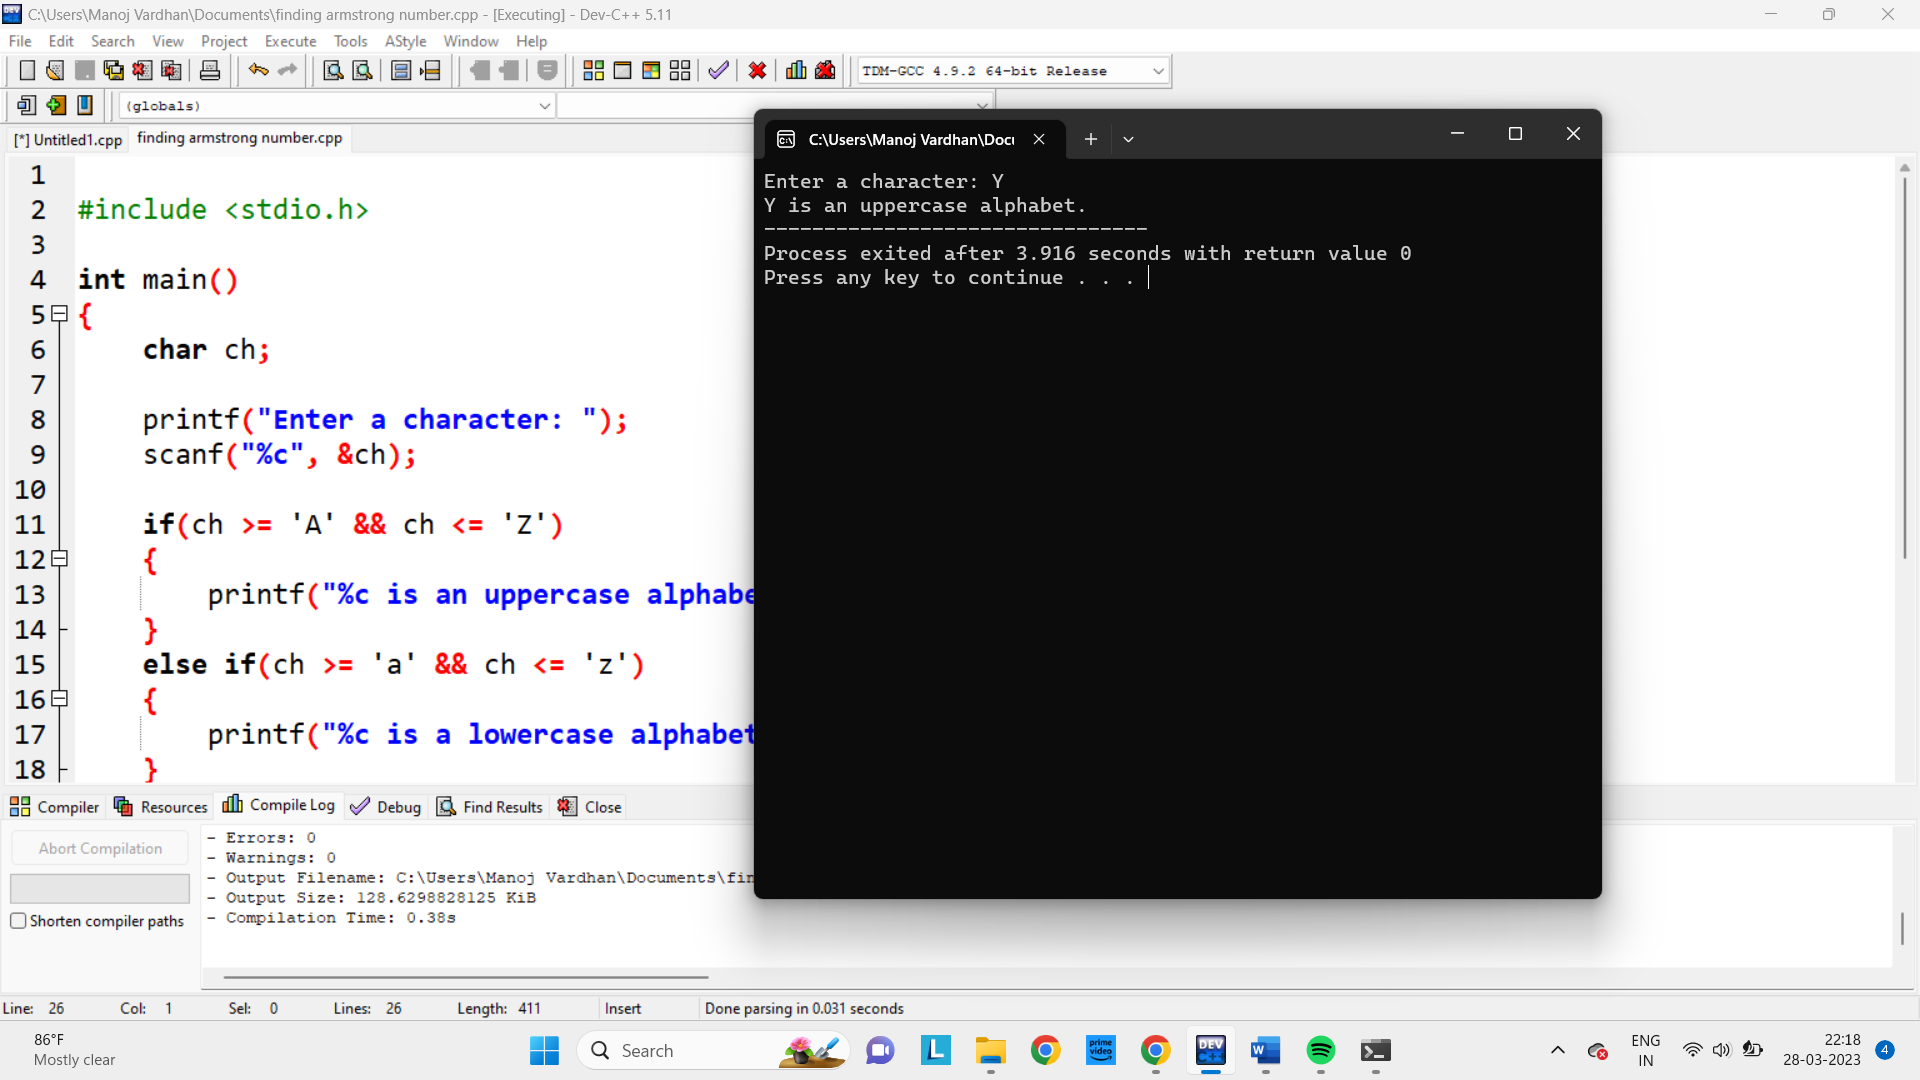 C:\Users\Manoj Vardhan\Documents\finding armstrong number.cpp - [Executing] - Dev-C++ 5.11
File Edit Search View Project Execute Tools AStyle Window Help
TDM-GCC 4.9.2 64-bit Release
(globals)
[*] Untitled1.cpp finding armstrong number.cpp
1
2 #include <stdio.h>
3
4 int main()
5 {
6 char ch;
7
8 printf("Enter a character: ");
9 scanf("%c", &ch);
10
11 if(ch >= 'A' && ch <= 'Z')
12 {
13 printf("%c is an uppercase alphabe
14 }
15 else if(ch >= 'a' && ch <= 'z')
16 {
17 printf("%c is a lowercase alphabet
18 }
C:\Users\Manoj Vardhan\Docu
Enter a character: Y
Y is an uppercase alphabet.
--------------------------------
Process exited after 3.916 seconds with return value 0
Press any key to continue . . .
Compiler Resources Compile Log Debug Find Results Close
Abort Compilation
Shorten compiler paths
- Errors: 0
- Warnings: 0
- Output Filename: C:\Users\Manoj Vardhan\Documents\fin
- Output Size: 128.6298828125 KiB
- Compilation Time: 0.38s
Line: 26 Col: 1 Sel: 0 Lines: 26 Length: 411 Insert Done parsing in 0.031 seconds
86°F
Mostly clear
Search
L
prime video
DEV C++
W
ENG
IN
22:18
28-03-2023
4